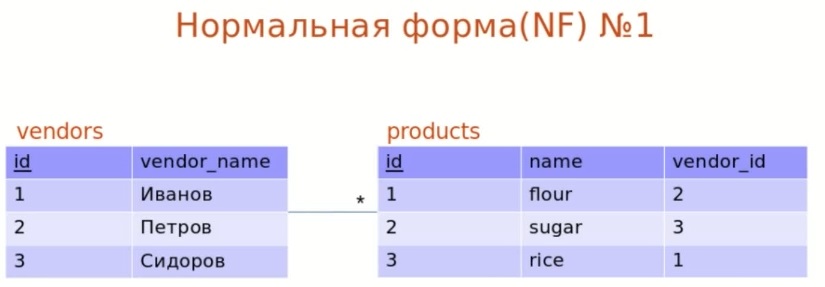 Нормальная форма(NF) №1
vendors
id vendor_name
1 Иванов
2 Петров
3 Сидоров
*
products
id name vendor_id
1 flour 2
2 sugar 3
3 rice 1